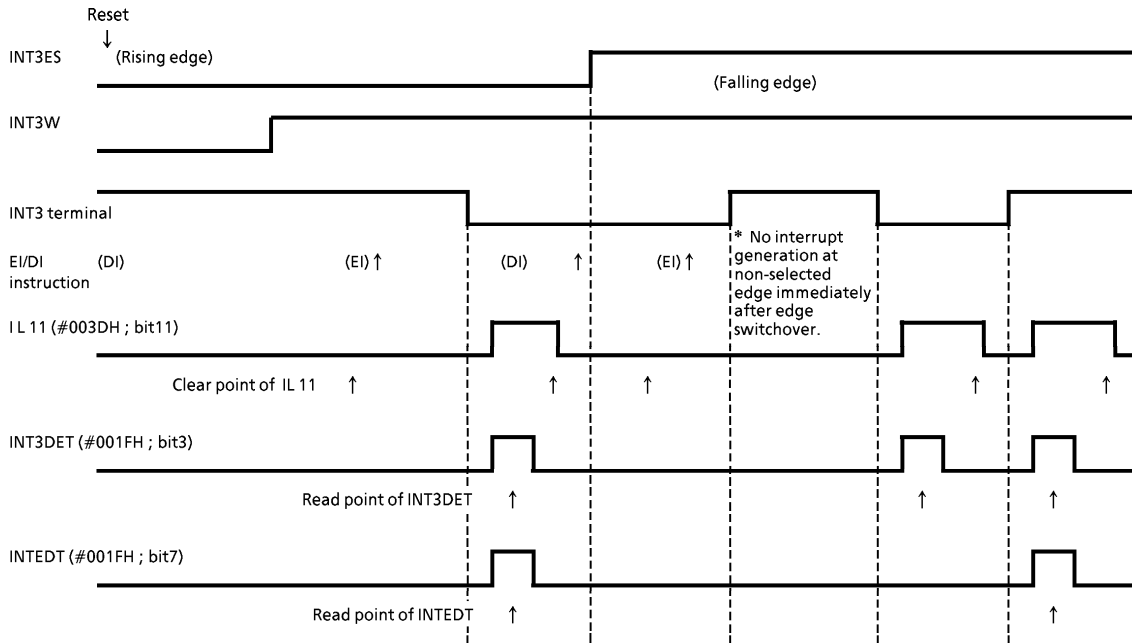 Reset
↓
INT3ES (Rising edge)
(Falling edge)
INT3W
INT3 terminal
EI/DI instruction (DI) (EI)↑ (DI) ↑ (EI)↑
* No interrupt
generation at
non-selected
edge immediately
after edge
switchover.
IL 11 (#003DH ; bit11)
Clear point of IL 11 ↑ ↑ ↑ ↑ ↑
INT3DET (#001FH ; bit3)
Read point of INT3DET ↑ ↑ ↑
INTEDT (#001FH ; bit7)
Read point of INTEDT ↑ ↑